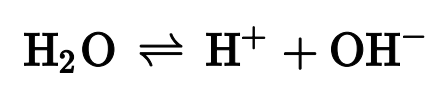 H₂O ⇌ H⁺ + OH⁻